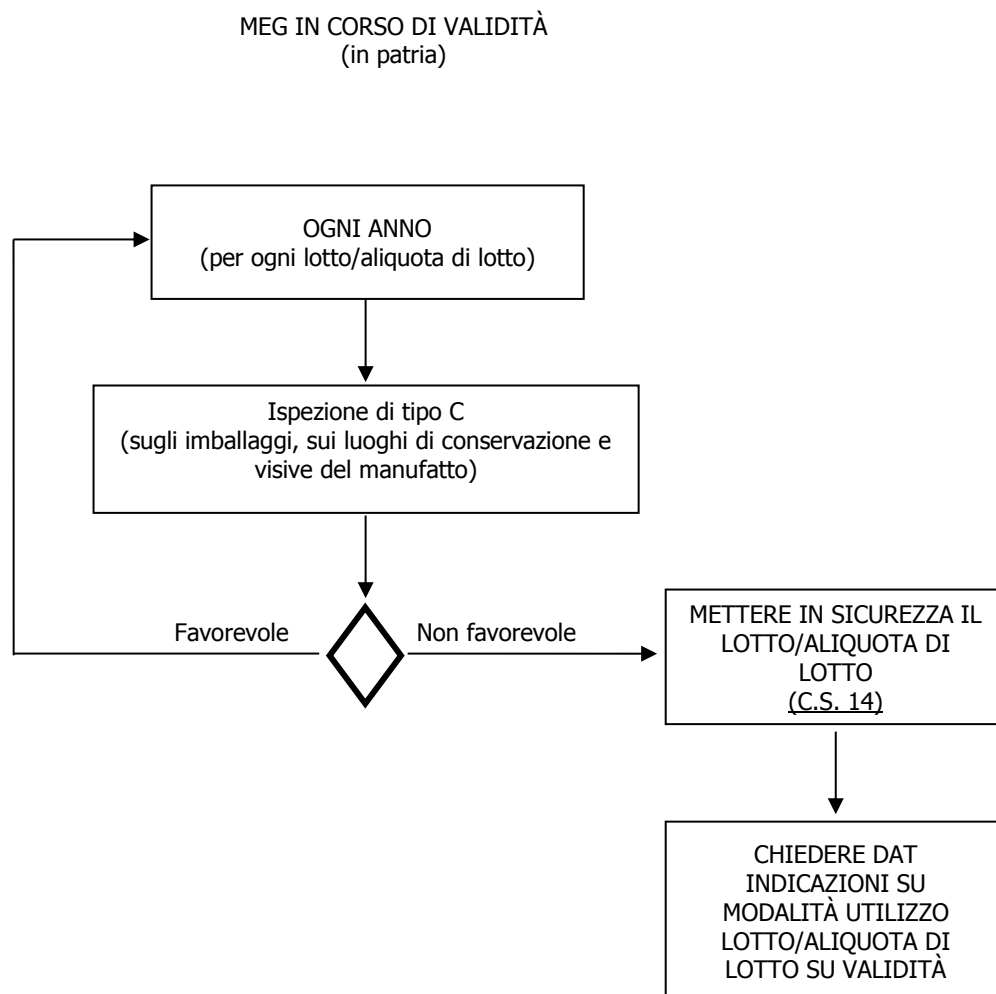 MEG IN CORSO DI VALIDITÀ
(in patria)
OGNI ANNO
(per ogni lotto/aliquota di lotto)
Ispezione di tipo C
(sugli imballaggi, sui luoghi di conservazione e
visive del manufatto)
Favorevole
Non favorevole
METTERE IN SICUREZZA IL
LOTTO/ALIQUOTA DI
LOTTO
(C.S. 14)
CHIEDERE DAT
INDICAZIONI SU
MODALITÀ UTILIZZO
LOTTO/ALIQUOTA DI
LOTTO SU VALIDITÀ